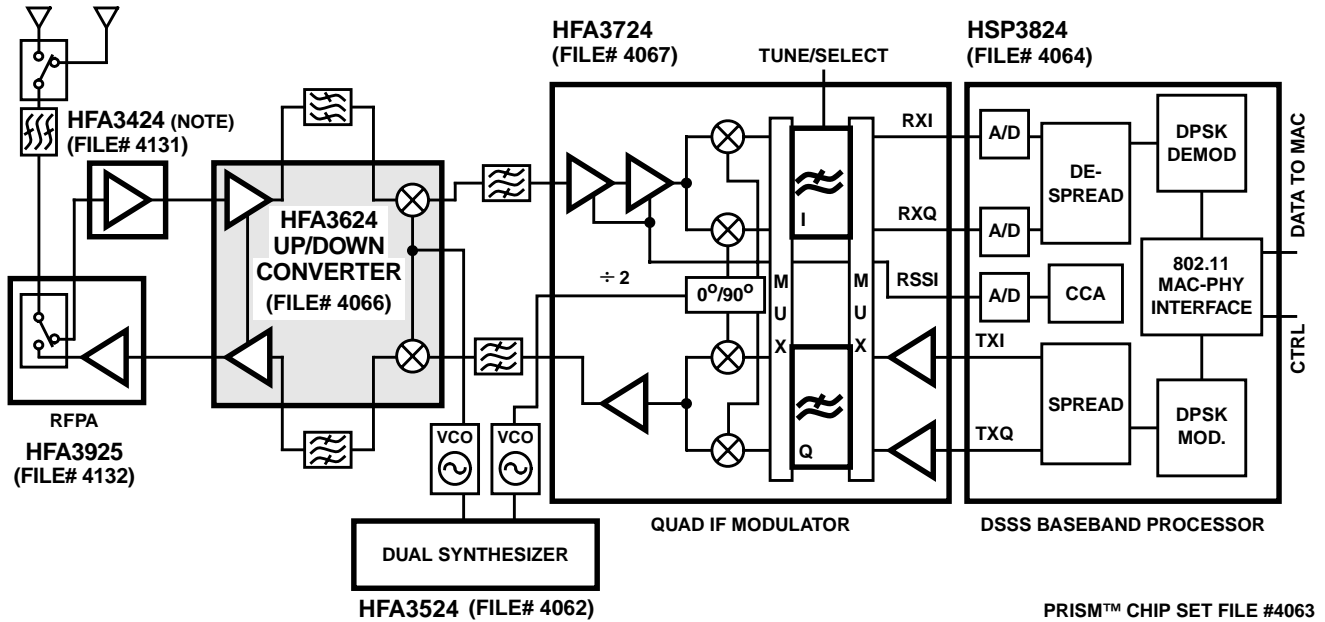 HFA3424 (NOTE)
(FILE# 4131)
HFA3624
UP/DOWN
CONVERTER
(FILE# 4066)
RFPA
HFA3925
(FILE# 4132)
VCO
VCO
DUAL SYNTHESIZER
HFA3524 (FILE# 4062)
HFA3724
(FILE# 4067)
TUNE/SELECT
÷ 2
0°/90°
I
Q
M
U
X
M
U
X
RXI
RXQ
RSSI
TXI
TXQ
QUAD IF MODULATOR
HSP3824
(FILE# 4064)
A/D
A/D
A/D
DE-
SPREAD
CCA
SPREAD
DPSK
DEMOD
802.11
MAC-PHY
INTERFACE
DPSK
MOD.
DATA TO MAC
CTRL
DSSS BASEBAND PROCESSOR
PRISM™ CHIP SET FILE #4063